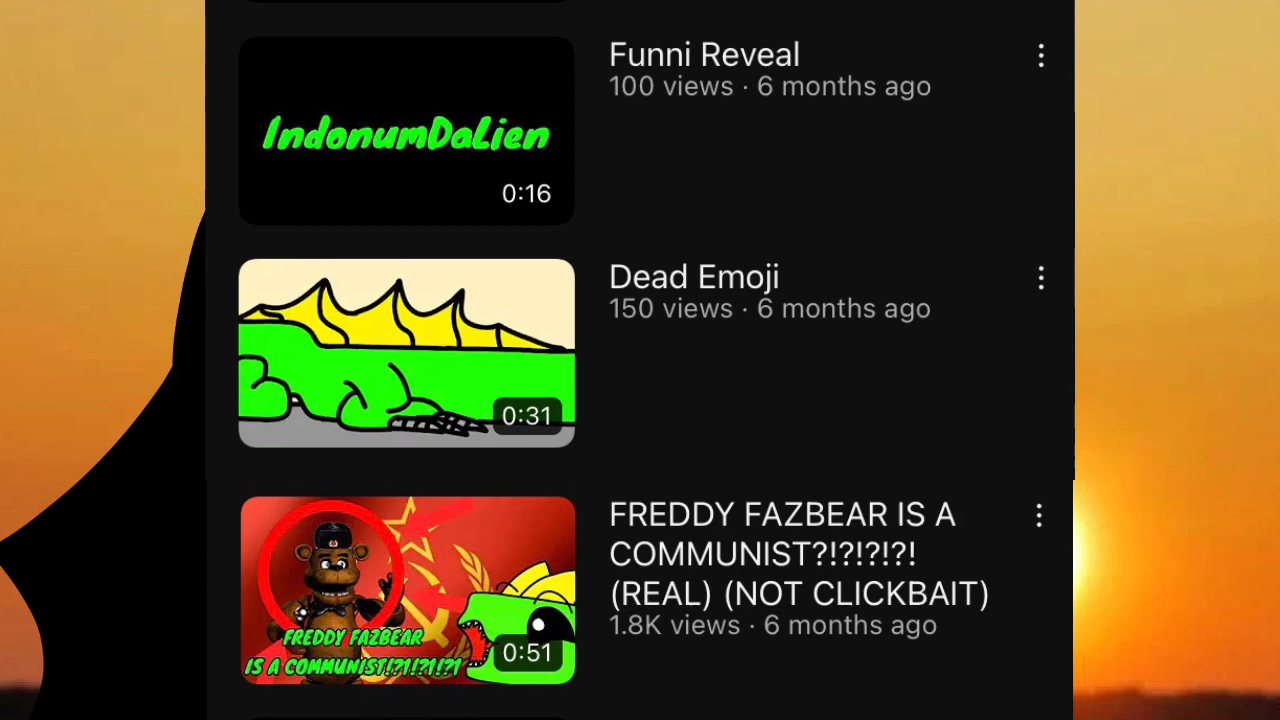 Funni Reveal
100 views · 6 months ago
IndonumDaLien
0:16
Dead Emoji
150 views · 6 months ago
0:31
FREDDY FAZBEAR IS A
COMMUNIST?!?!?!?!
(REAL) (NOT CLICKBAIT)
1.8K views · 6 months ago
FREDDY FAZBEAR
IS A COMMUNIST!?!?!?!?!
0:51